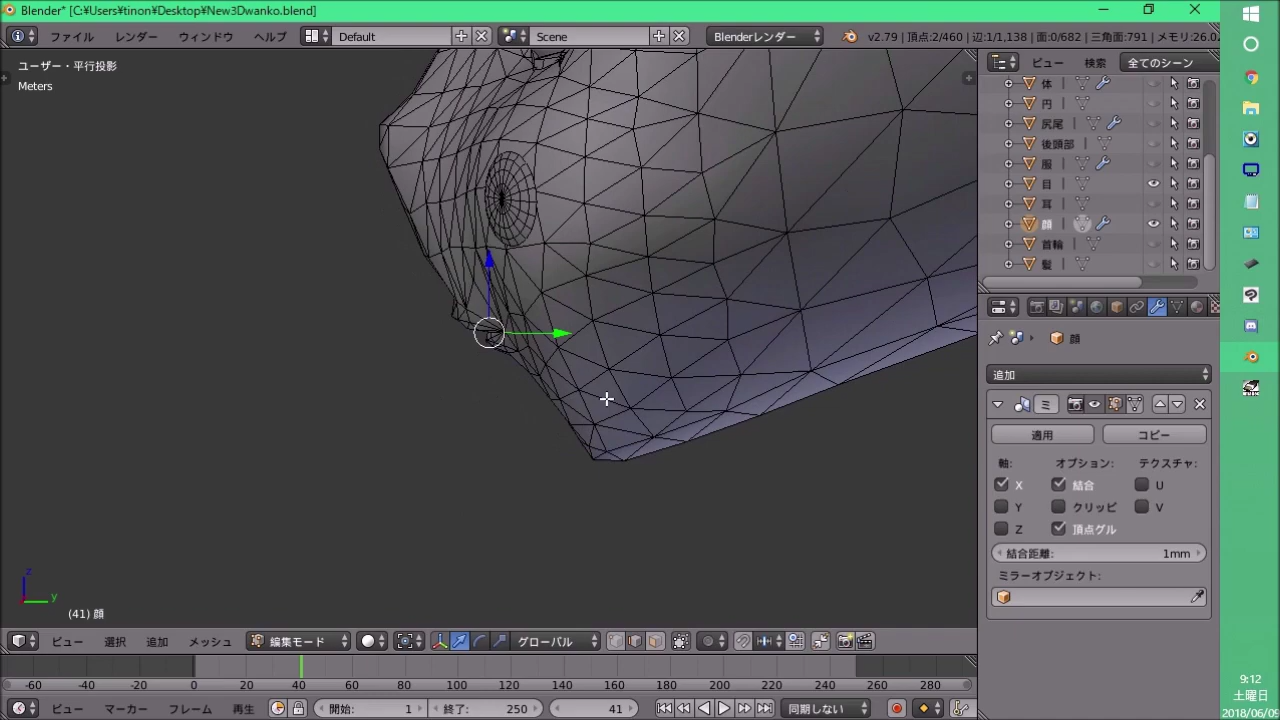 Blender* [C:¥Users¥tinon¥Desktop¥New3Dwanko.blend]
ファイル レンダー ウィンドウ ヘルプ Default Scene Blenderレンダー v2.79 | 頂点:2/460 | 辺:1/1,138 | 面:0/682 | 三角面:791 | メモリ:26.0
ユーザー・平行投影
Meters
ビュー 検索 全てのシーン
体
円
尻尾
後頭部
服
目
耳
顔
首輪
髪
顔
追加
ミ
適用 コピー
軸: オプション: テクスチャ:
X 結合 U
Y クリッピ V
Z 頂点グル
結合距離: 1mm
ミラーオブジェクト:
z
y
(41) 顔
ビュー 選択 追加 メッシュ 編集モード グローバル
-60 -40 -20 0 20 40 60 80 100 120 140 160 180 200 220 240 260 280
ビュー マーカー フレーム 再生 開始: 1 終了: 250 41 同期しない
9:12
土曜日
2018/06/09